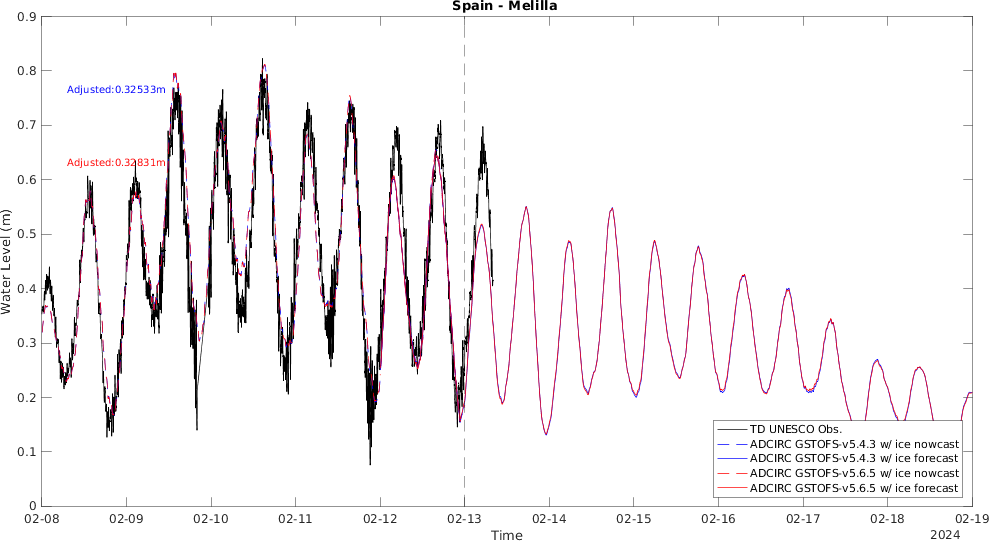 Spain - Melilla
Water Level (m)
0.9
0.8
0.7
0.6
0.5
0.4
0.3
0.2
0.1
0
Adjusted:0.32533m
Adjusted:0.32831m
TD UNESCO Obs.
ADCIRC GSTOFS-v5.4.3 w/ ice nowcast
ADCIRC GSTOFS-v5.4.3 w/ ice forecast
ADCIRC GSTOFS-v5.6.5 w/ ice nowcast
ADCIRC GSTOFS-v5.6.5 w/ ice forecast
02-08 02-09 02-10 02-11 02-12 02-13 02-14 02-15 02-16 02-17 02-18 02-19
Time
2024